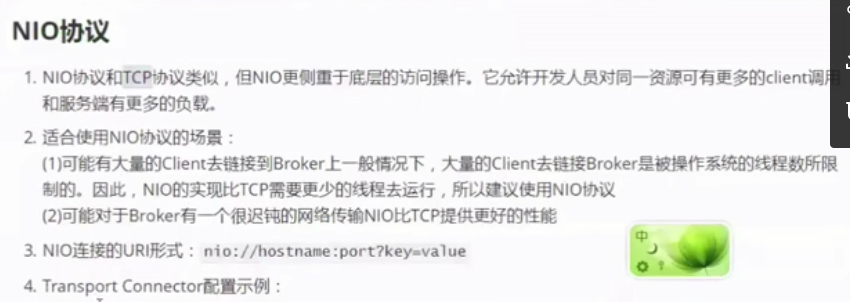 NIO协议
1. NIO协议和TCP协议类似，但NIO更侧重于底层的访问操作。它允许开发人员对同一资源可有更多的client调用
和服务端有更多的负载。
2. 适合使用NIO协议的场景：
(1)可能有大量的Client去链接到Broker上一般情况下，大量的Client去链接Broker是被操作系统的线程数所限
制的。因此，NIO的实现比TCP需要更少的线程去运行，所以建议使用NIO协议
(2)可能对于Broker有一个很迟钝的网络传输NIO比TCP提供更好的性能
3. NIO连接的URI形式：nio://hostname:port?key=value
中
4. Transport Connector配置示例：